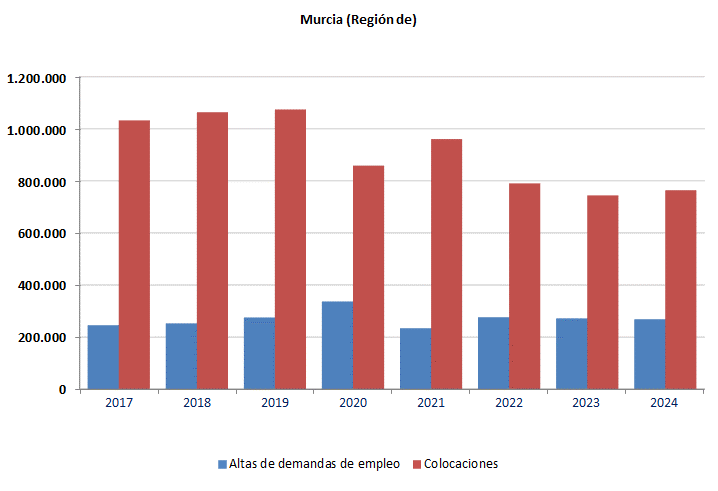 Murcia (Región de)
1.200.000
1.000.000
800.000
600.000
400.000
200.000
0
2017 2018 2019 2020 2021 2022 2023 2024
Altas de demandas de empleo Colocaciones